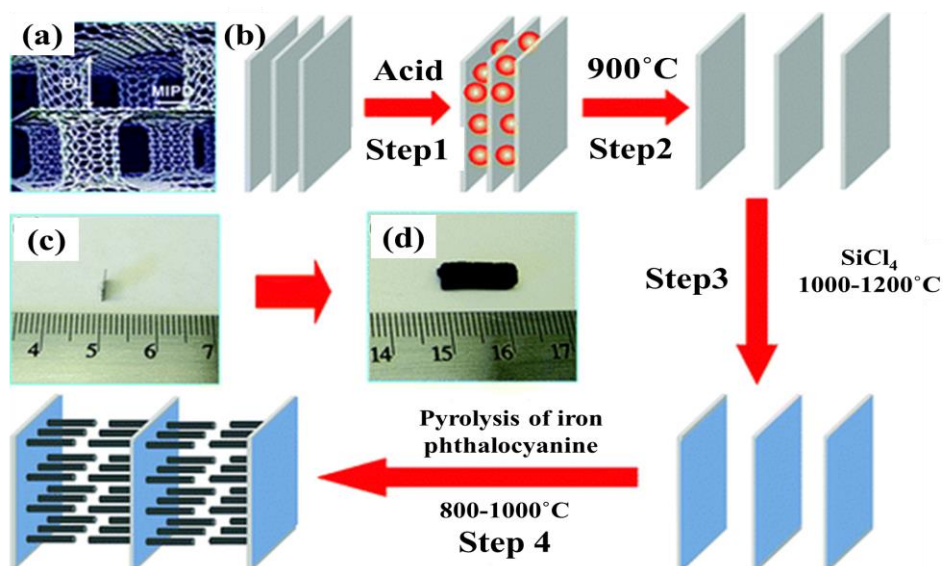 (a)
PL
MIPD
(b)
Acid
Step1
900°C
Step2
(c)
4 5 6 7
(d)
14 15 16 17
Step3
SiCl4
1000-1200°C
Pyrolysis of iron
phthalocyanine
800-1000°C
Step 4